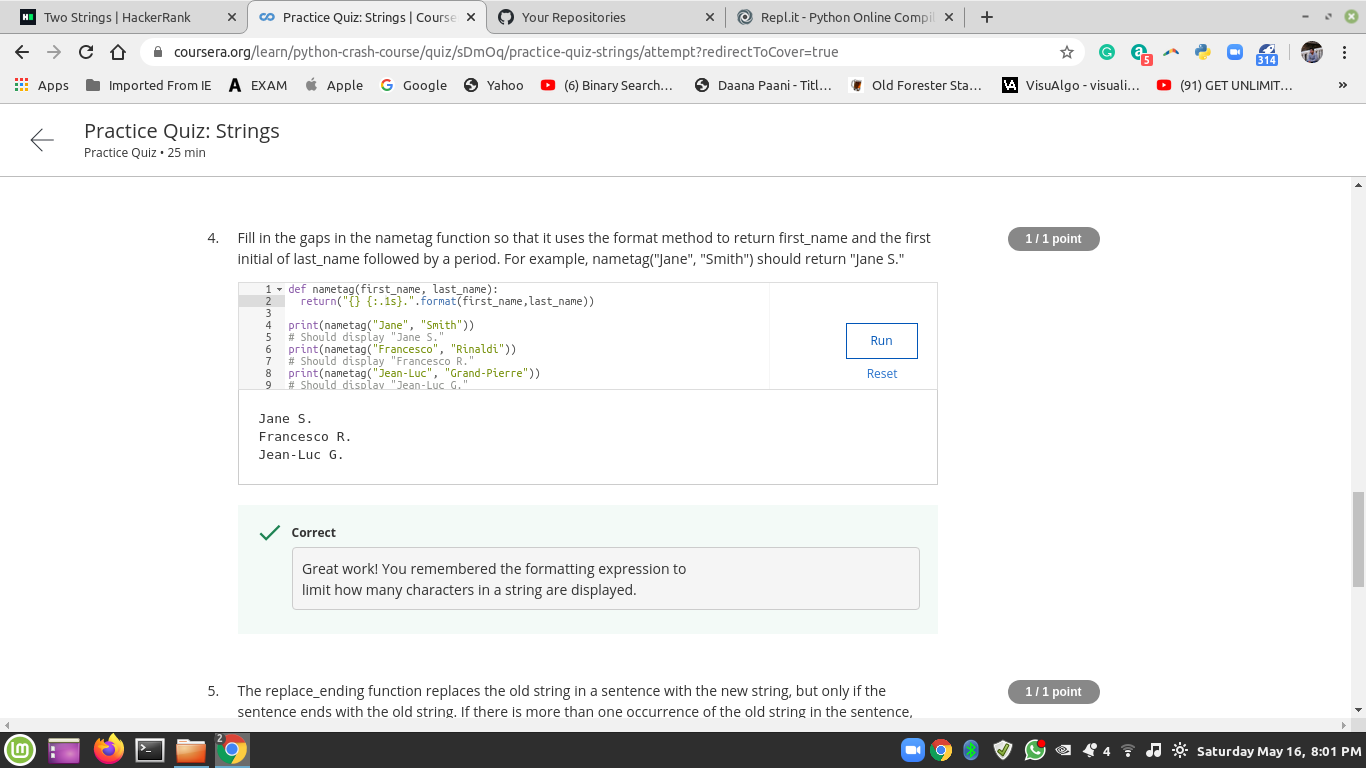 Two Strings | HackerRank
Practice Quiz: Strings | Course
Your Repositories
Repl.it - Python Online Compil
coursera.org/learn/python-crash-course/quiz/sDmOq/practice-quiz-strings/attempt?redirectToCover=true
5
314
Apps
Imported From IE
EXAM
Apple
Google
Yahoo
(6) Binary Search...
Daana Paani - Titl...
Old Forester Sta...
VisuAlgo - visuali...
(91) GET UNLIMIT...
»
Practice Quiz: Strings
Practice Quiz • 25 min
4. Fill in the gaps in the nametag function so that it uses the format method to return first_name and the first
initial of last_name followed by a period. For example, nametag("Jane", "Smith") should return "Jane S."
1 / 1 point
1 def nametag(first_name, last_name):
2 return("{} {:.1s}.".format(first_name,last_name))
3
4 print(nametag("Jane", "Smith"))
5 # Should display "Jane S."
6 print(nametag("Francesco", "Rinaldi"))
7 # Should display "Francesco R."
8 print(nametag("Jean-Luc", "Grand-Pierre"))
9 # Should display "Jean-Luc G."
Run
Reset
Jane S.
Francesco R.
Jean-Luc G.
Correct
Great work! You remembered the formatting expression to
limit how many characters in a string are displayed.
5. The replace_ending function replaces the old string in a sentence with the new string, but only if the
sentence ends with the old string. If there is more than one occurrence of the old string in the sentence,
1 / 1 point
2
4
Saturday May 16, 8:01 PM